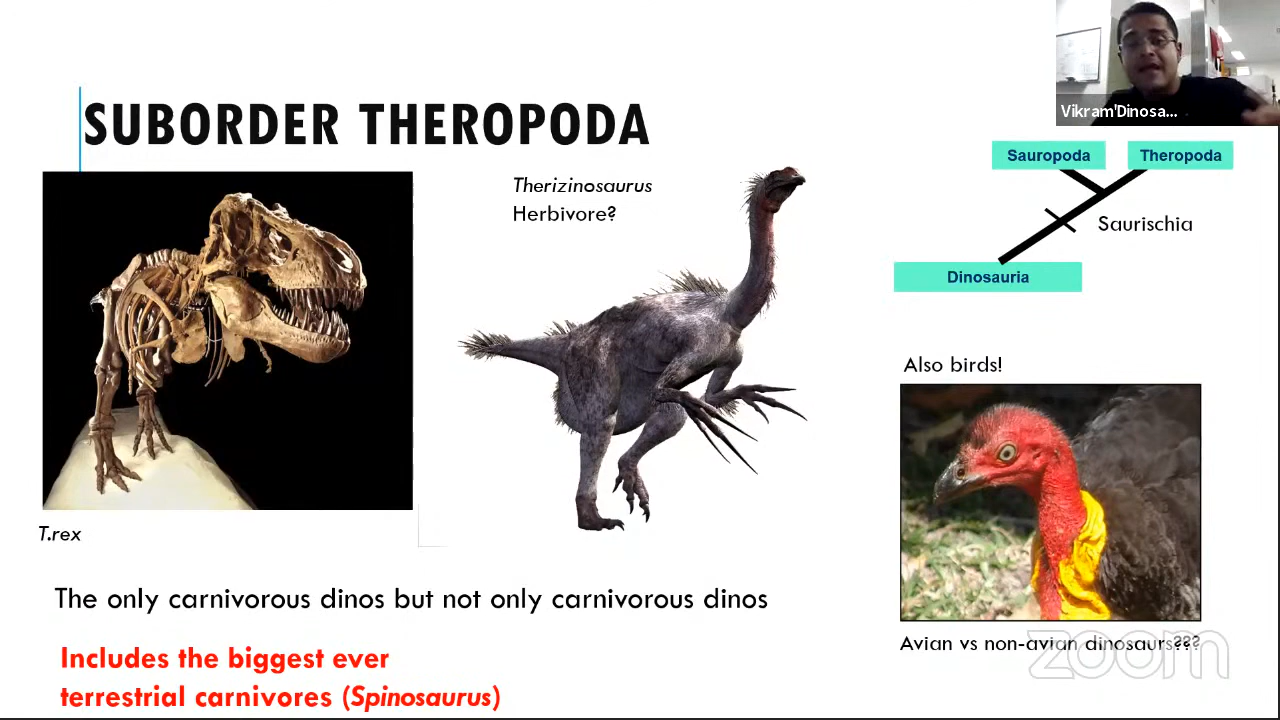 Vikram'Dinosa...
SUBORDER THEROPODA
Sauropoda
Theropoda
Saurischia
Dinosauria
Therizinosaurus
Herbivore?
Also birds!
T.rex
The only carnivorous dinos but not only carnivorous dinos
Avian vs non-avian dinosaurs???
zoom
Includes the biggest ever
terrestrial carnivores (Spinosaurus)